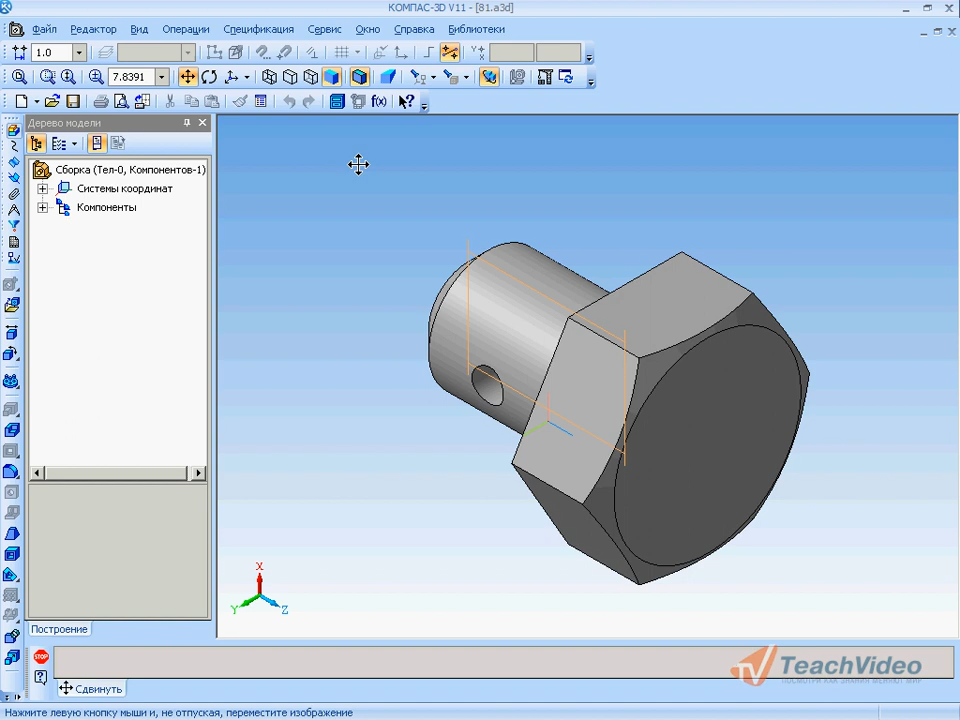 КОМПАС-3D V11 - [81.a3d]
Файл Редактор Вид Операции Спецификация Сервис Окно Справка Библиотеки
1.0
7.8391
f(x)
Дерево модели
Сборка (Тел-0, Компонентов-1)
Системы координат
Компоненты
X
Y
Z
Построение
STOP
TeachVideo
Сдвинуть
Нажмите левую кнопку мыши и, не отпуская, переместите изображение